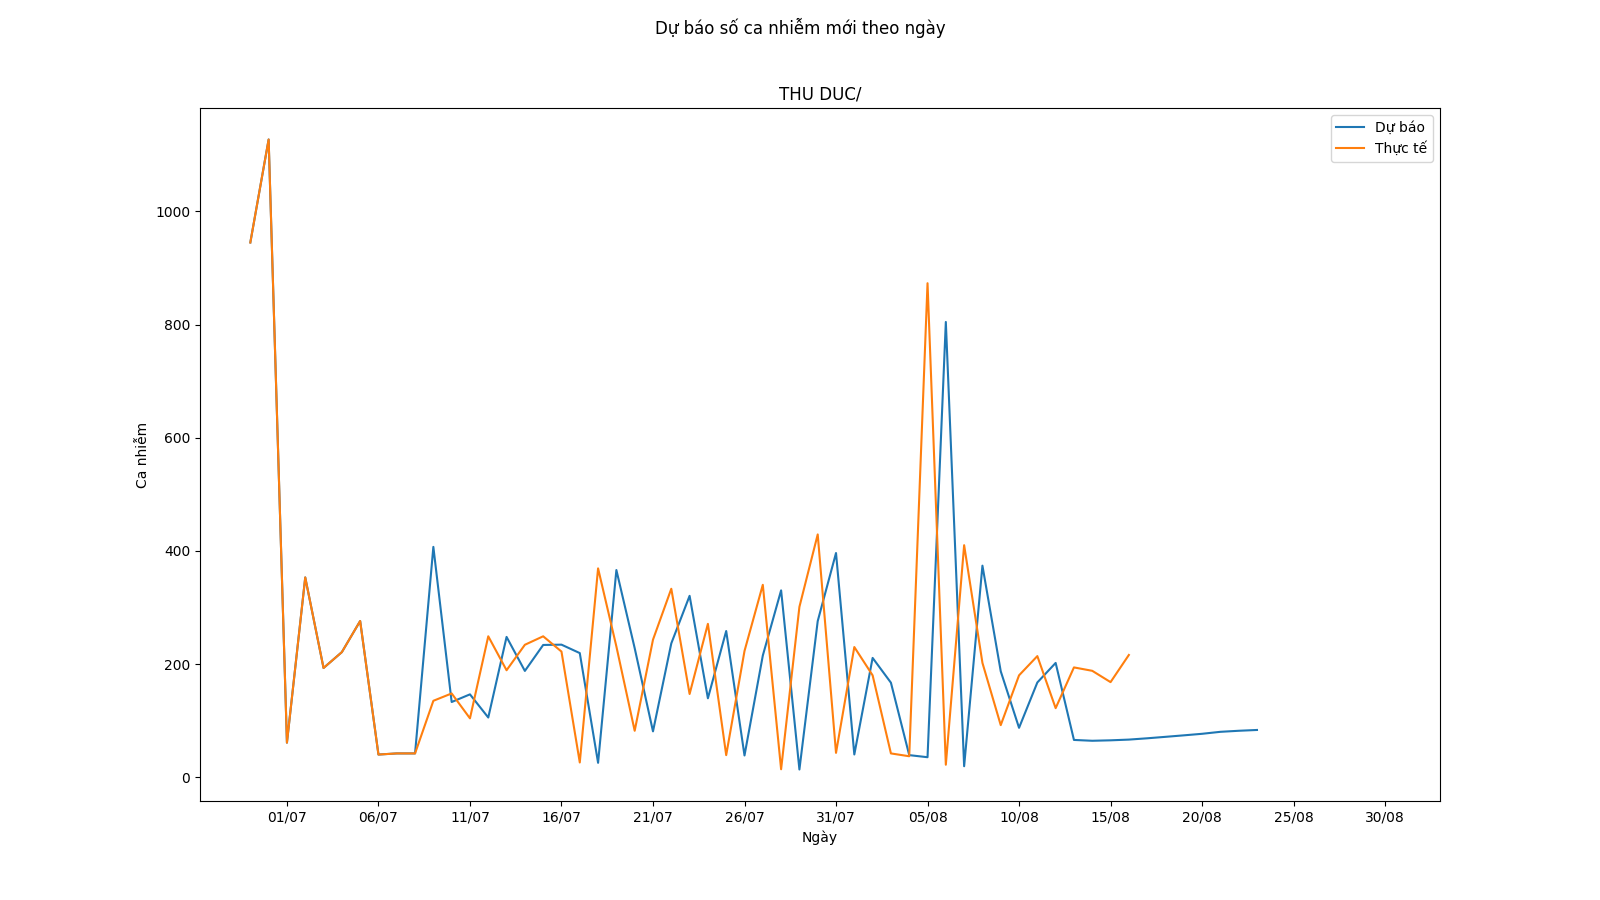 Dự báo số ca nhiễm mới theo ngày
THU DUC/
Dự báo
Thực tế
1000
800
600
400
200
0
Ca nhiễm
01/07 06/07 11/07 16/07 21/07 26/07 31/07 05/08 10/08 15/08 20/08 25/08 30/08
Ngày